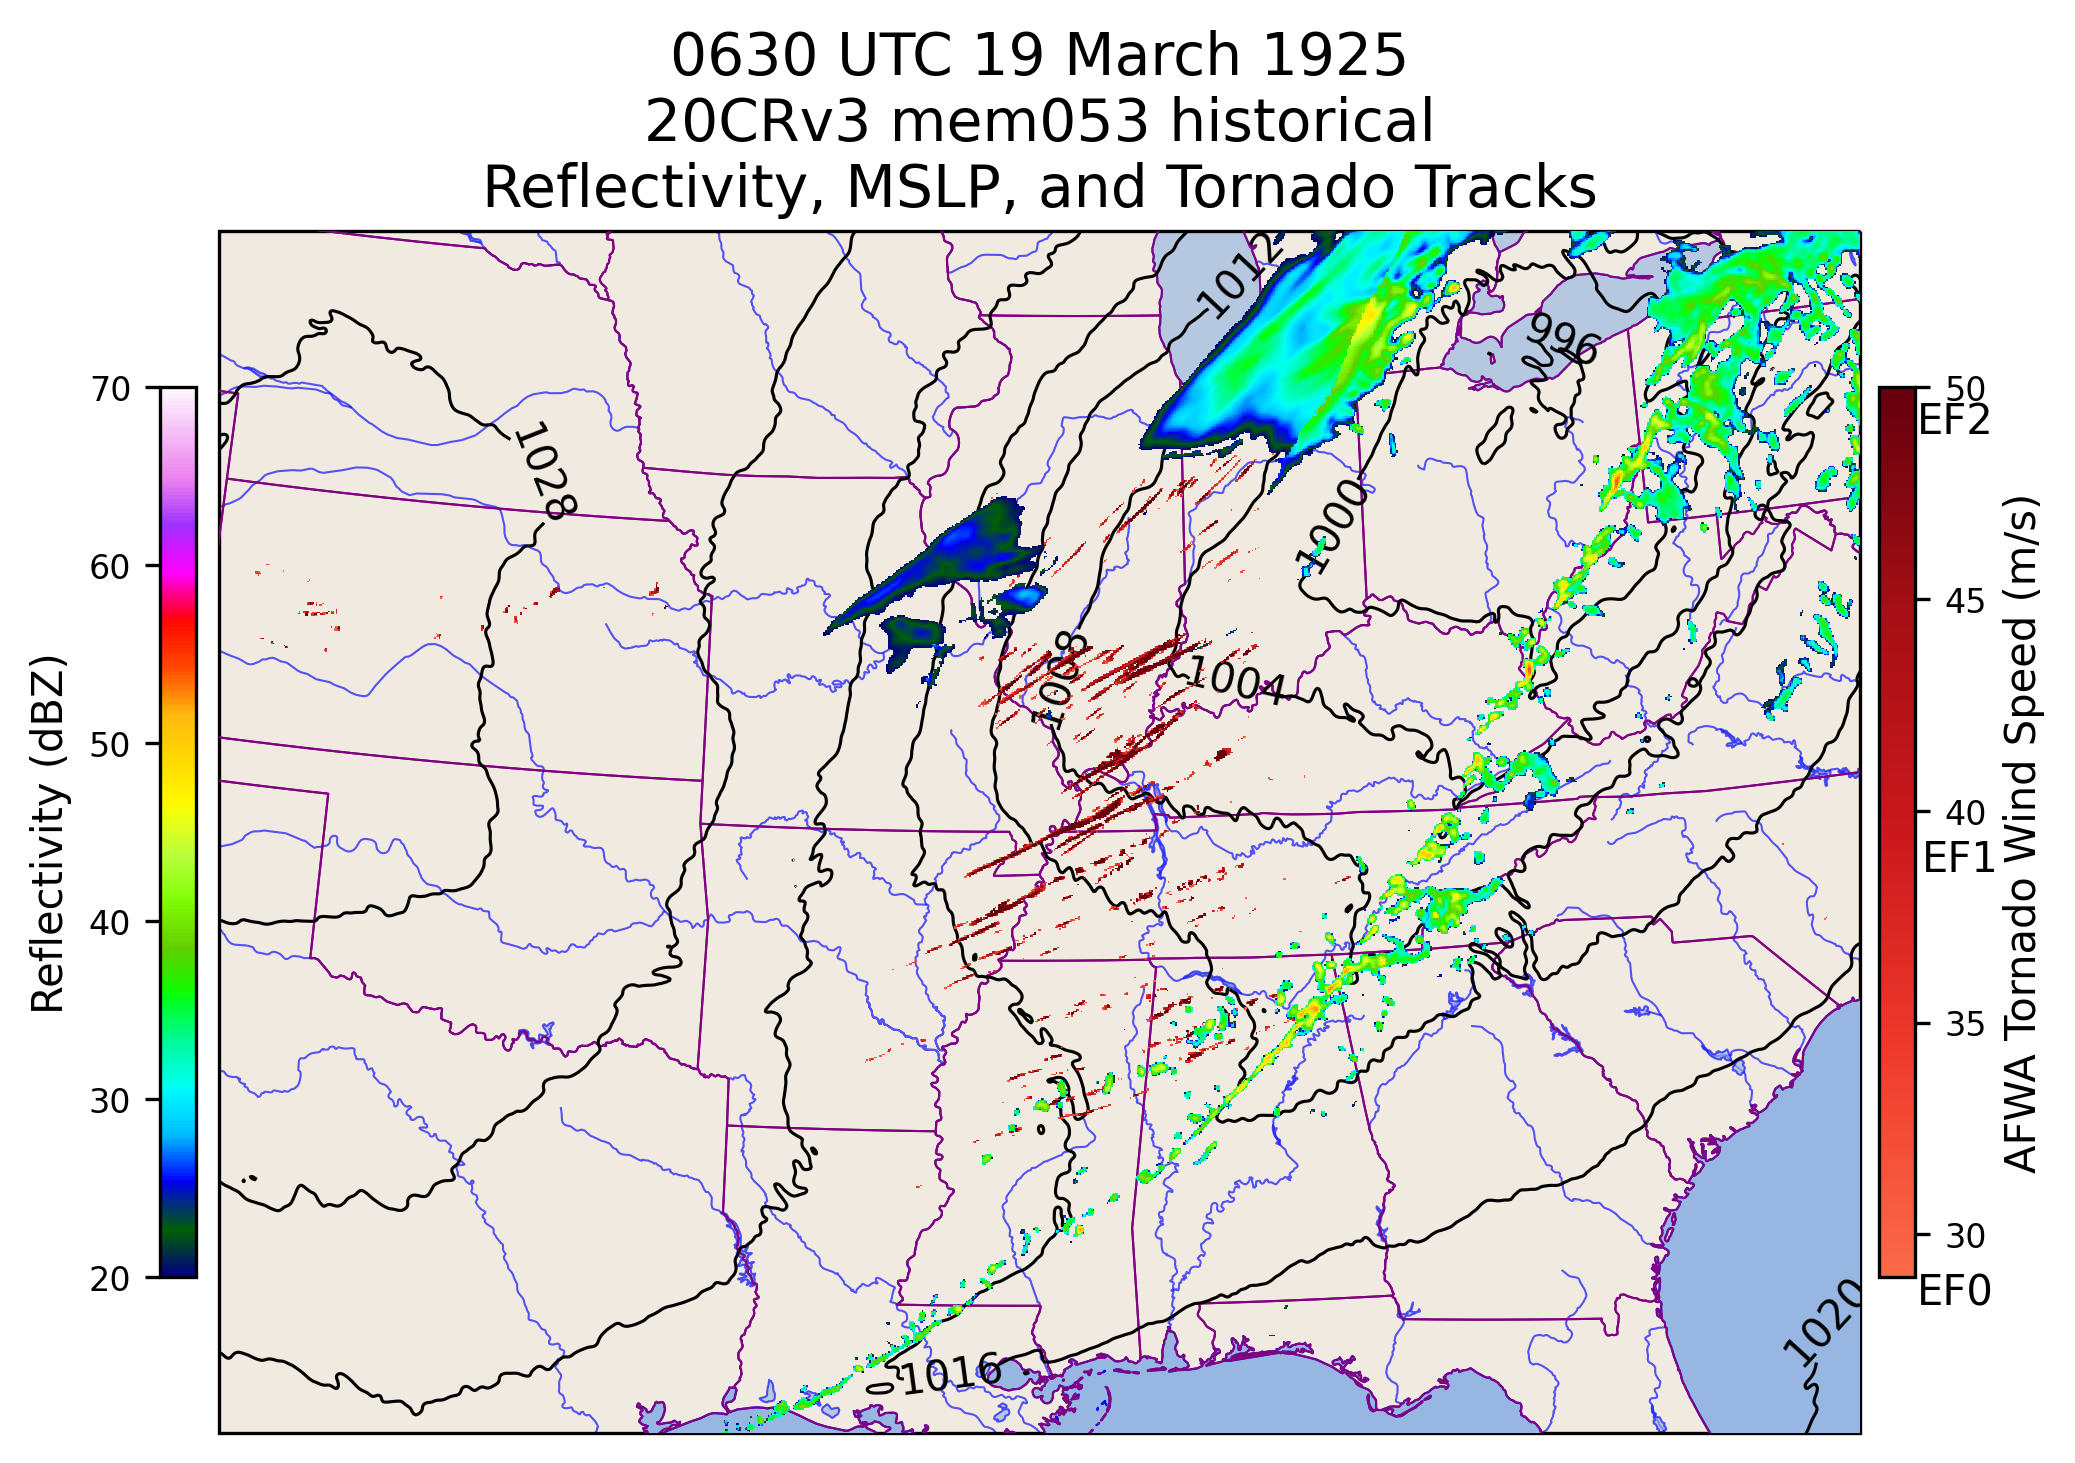 0630 UTC 19 March 1925
20CRv3 mem053 historical
Reflectivity, MSLP, and Tornado Tracks
Reflectivity (dBZ)
70
60
50
40
30
20
1012
996
1028
1000
1008
1004
1016
1020
50
EF2
45
40
EF1
35
30
EF0
AFWA Tornado Wind Speed (m/s)